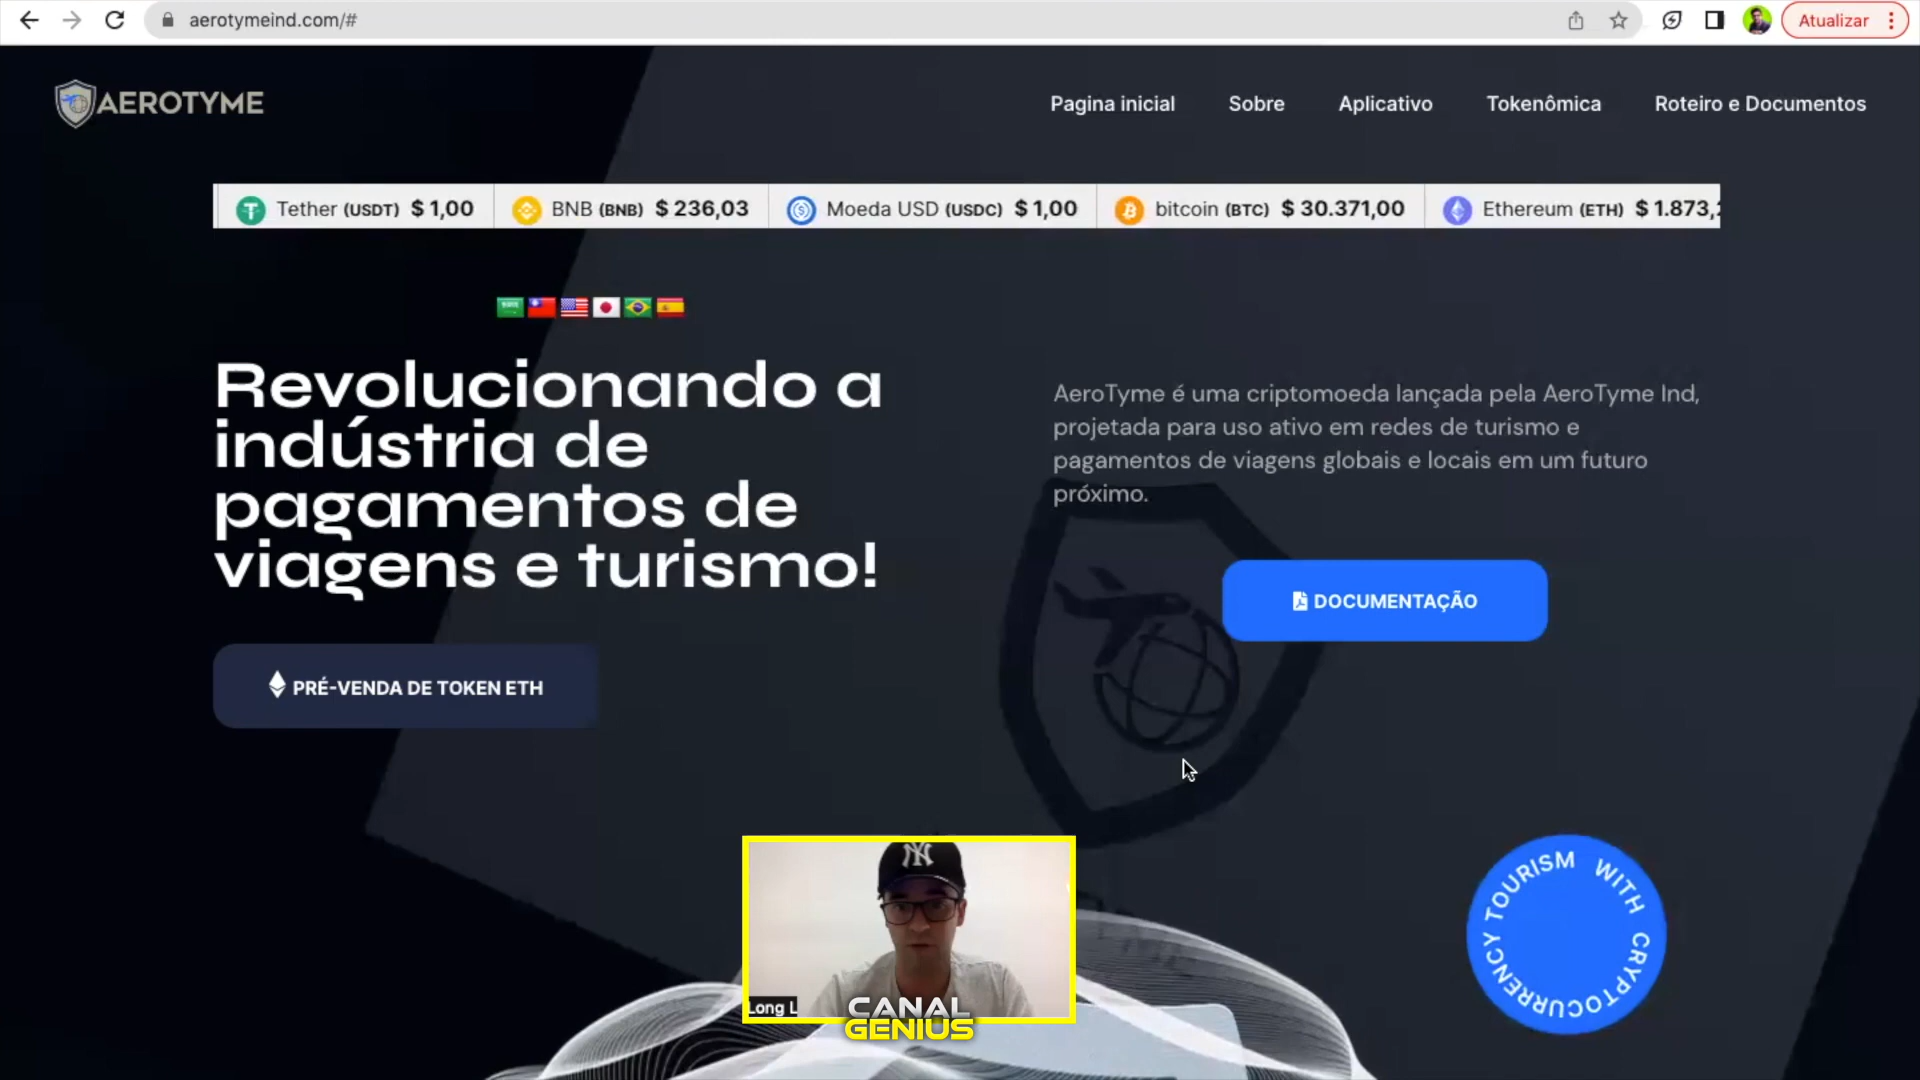 aerotymeind.com/#
Atualizar
AEROTYME
Pagina inicial
Sobre
Aplicativo
Tokenômica
Roteiro e Documentos
Tether (USDT) $ 1,00
BNB (BNB) $ 236,03
Moeda USD (USDC) $ 1,00
bitcoin (BTC) $ 30.371,00
Ethereum (ETH) $ 1.873,
Revolucionando a
indústria de
pagamentos de
viagens e turismo!
PRÉ-VENDA DE TOKEN ETH
AeroTyme é uma criptomoeda lançada pela AeroTyme Ind,
projetada para uso ativo em redes de turismo e
pagamentos de viagens globais e locais em um futuro
próximo.
DOCUMENTAÇÃO
NY
Long L
CANAL
GENIUS
TOURISM WITH CRYPTOCURRENCY